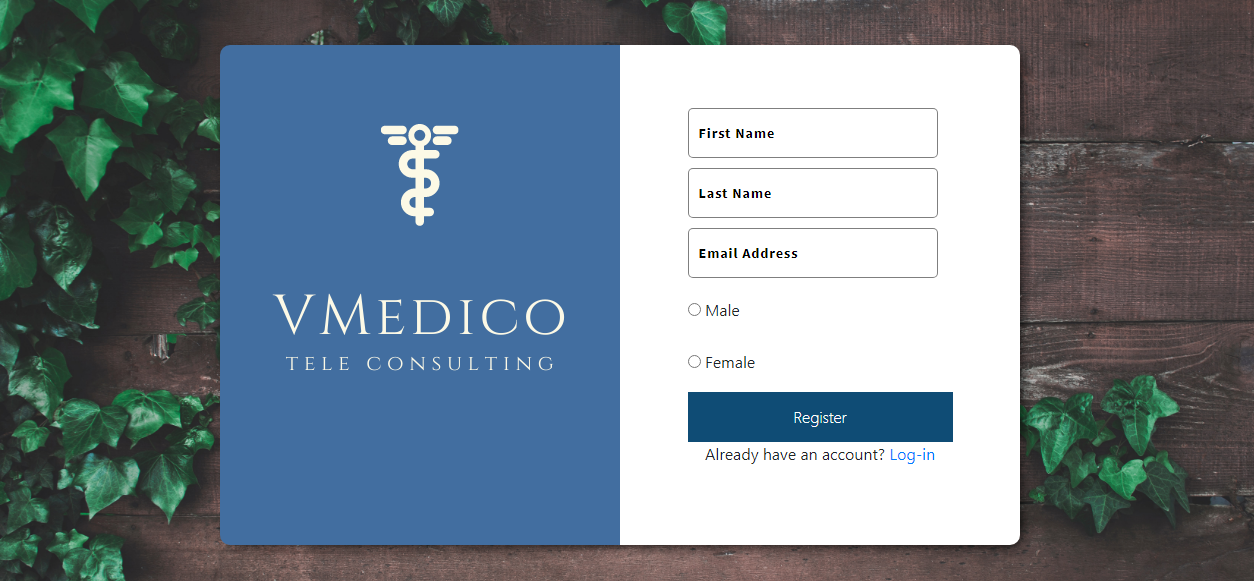 VMedico
TELE CONSULTING
First Name
Last Name
Email Address
Male
Female
Register
Already have an account? Log-in